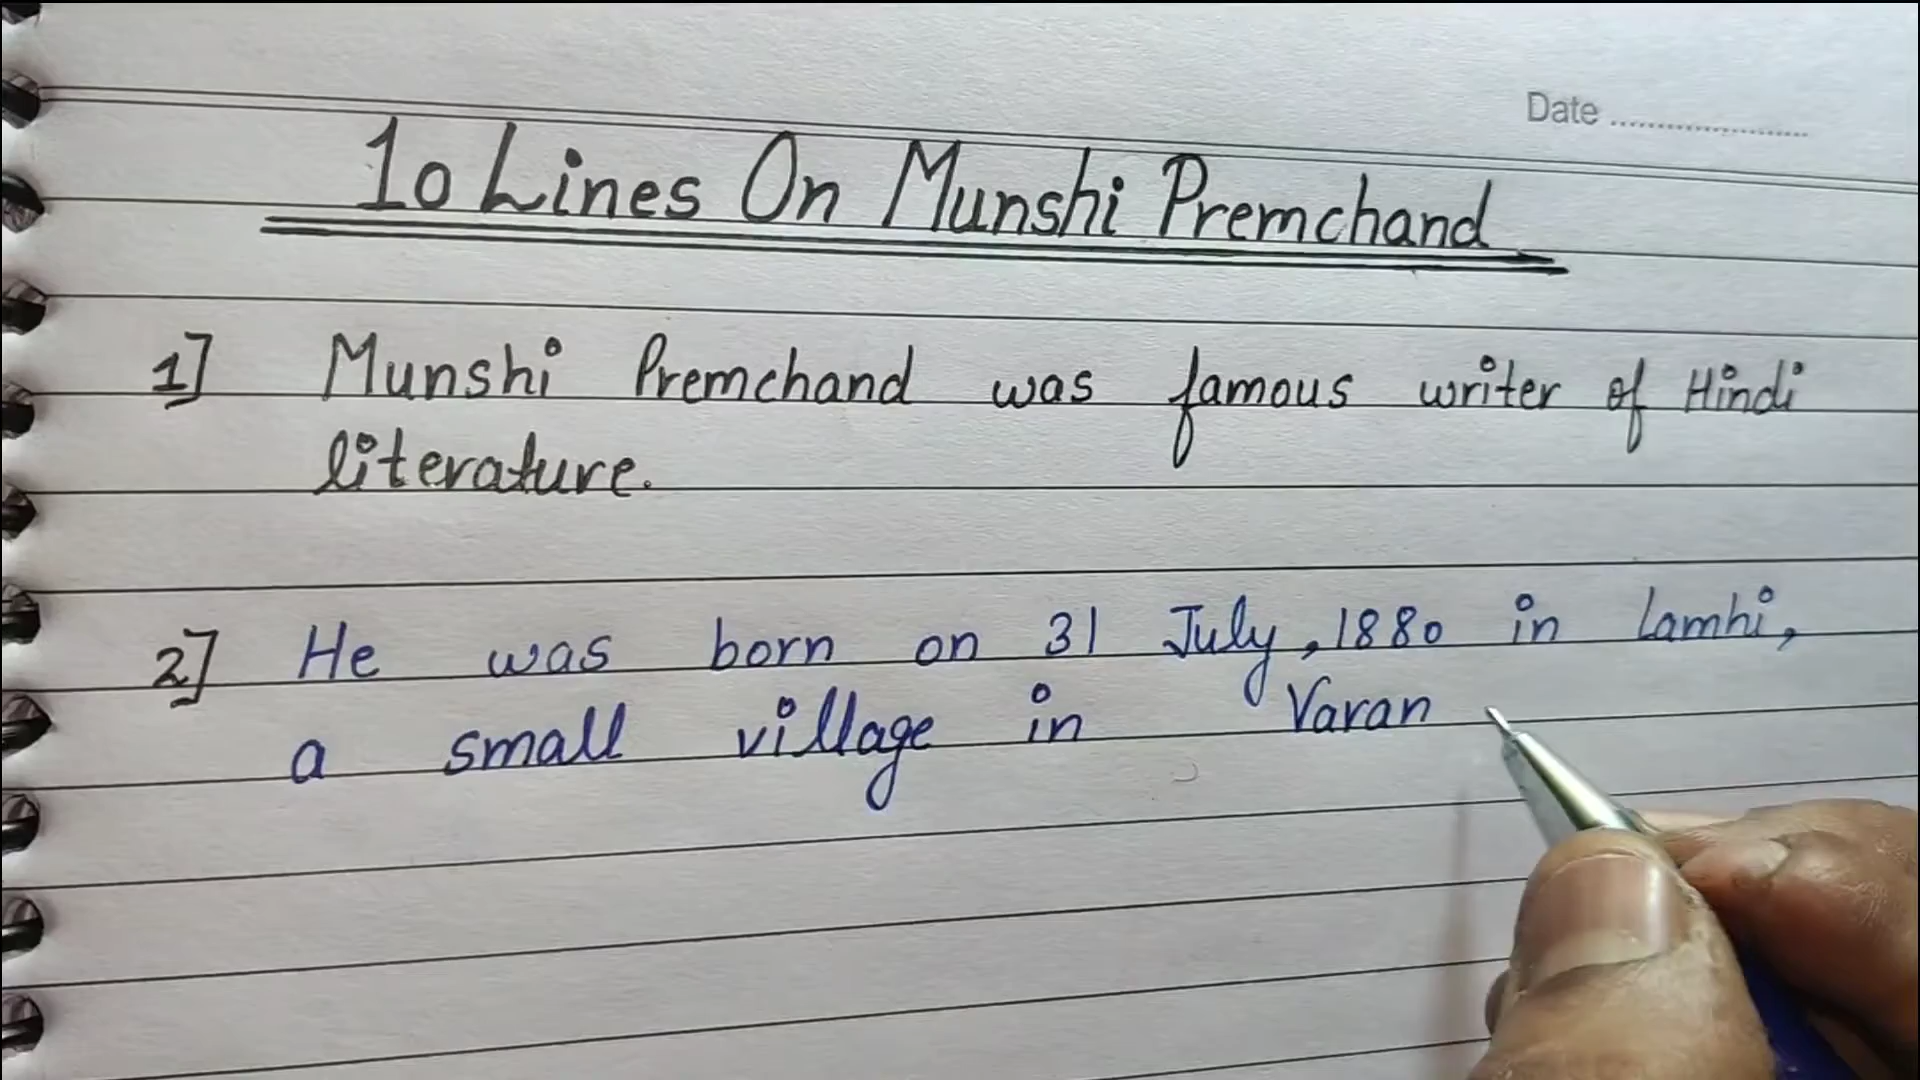 Date ....................
10 Lines On Munshi Premchand
1] Munshi Premchand was famous writer of Hindi
literature.
2] He was born on 31 July, 1880 in lamhi,
a small village in Varan